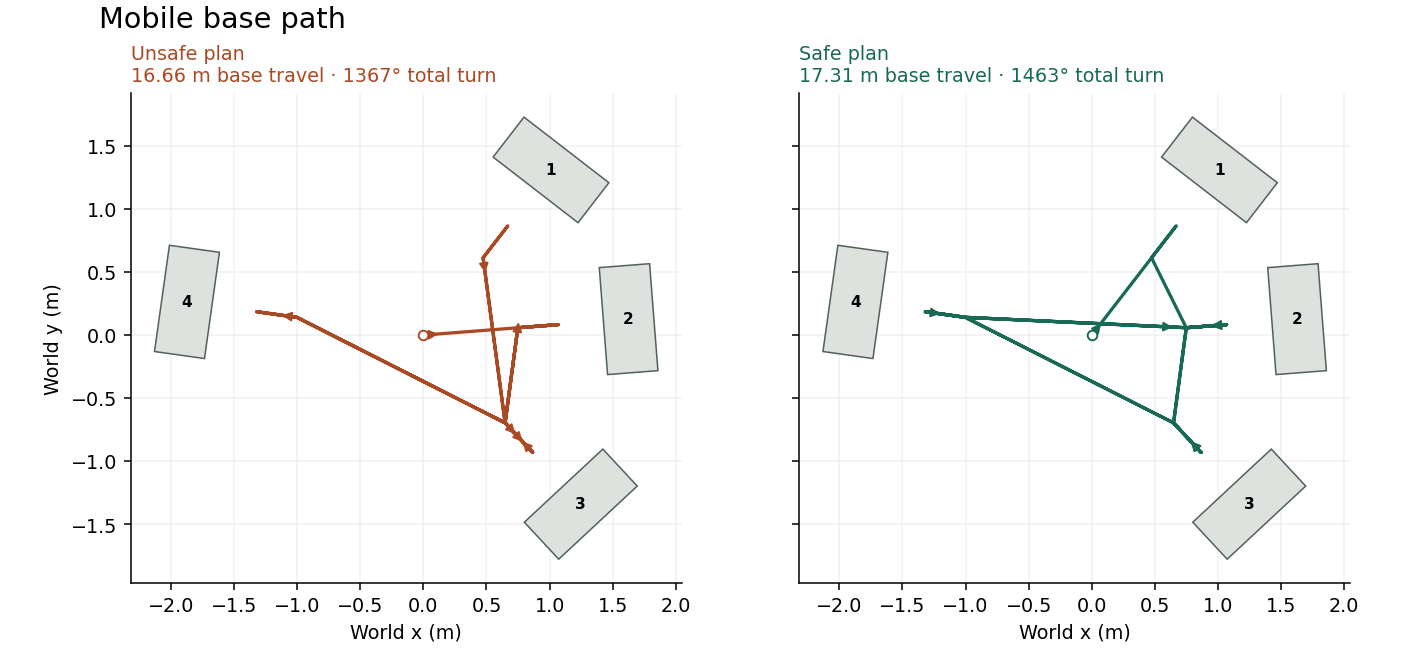 Mobile base path
Unsafe plan
16.66 m base travel · 1367° total turn
1.5
1.0
0.5
0.0
−0.5
−1.0
−1.5
−2.0 −1.5 −1.0 −0.5 0.0 0.5 1.0 1.5 2.0
World x (m)
World y (m)
1
2
3
4
Safe plan
17.31 m base travel · 1463° total turn
1
2
3
4
−2.0 −1.5 −1.0 −0.5 0.0 0.5 1.0 1.5 2.0
World x (m)